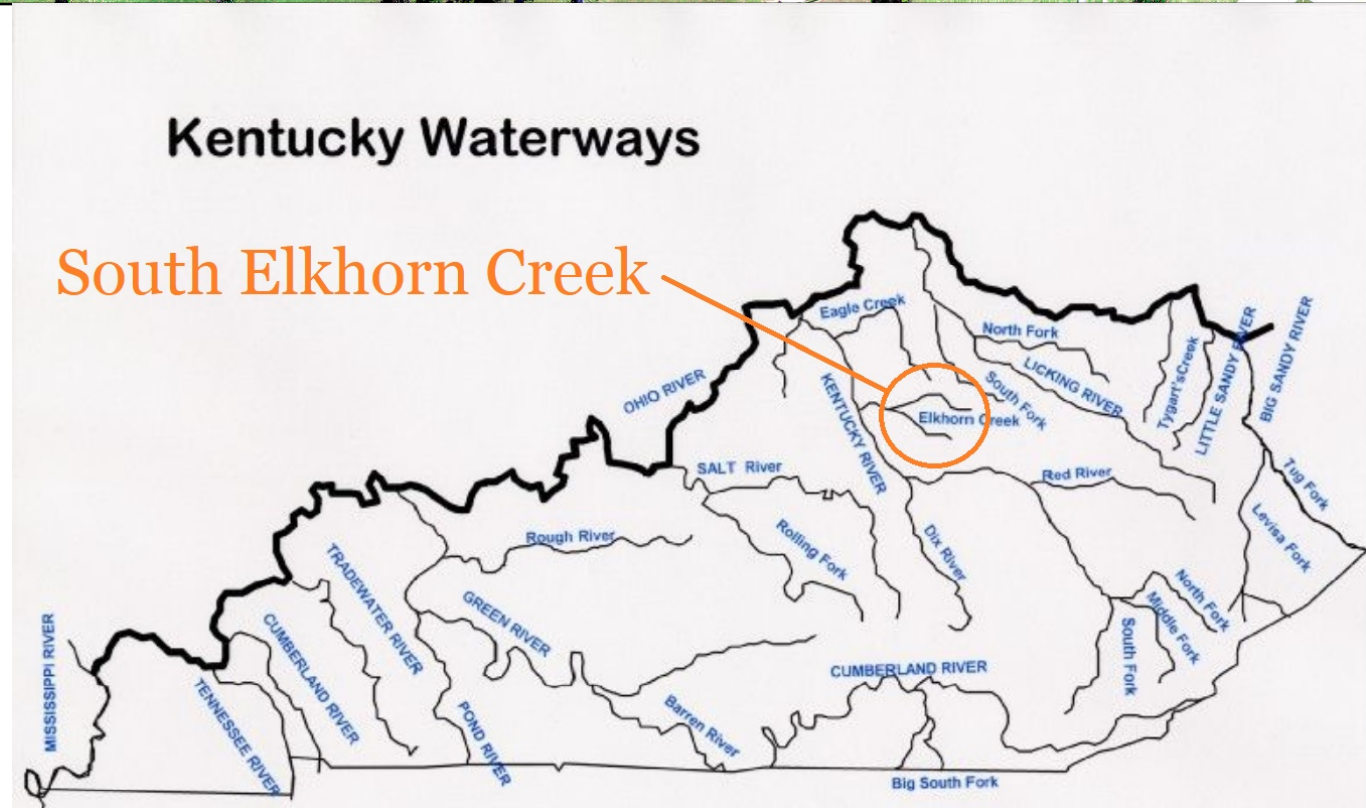 Kentucky Waterways
South Elkhorn Creek
Eagle Creek
North Fork
LICKING RIVER
South Fork
Elkhorn Creek
KENTUCKY RIVER
Tygart'sCreek
LITTLE SANDY RIVER
BIG SANDY RIVER
OHIO RIVER
SALT River
Red River
Tug Fork
Levisa Fork
Rough River
Rolling Fork
Dix River
TRADEWATER RIVER
GREEN RIVER
North Fork
Middle Fork
South Fork
MISSISSIPPI RIVER
CUMBERLAND RIVER
CUMBERLAND RIVER
TENNESSEE RIVER
POND RIVER
Barren River
Big South Fork